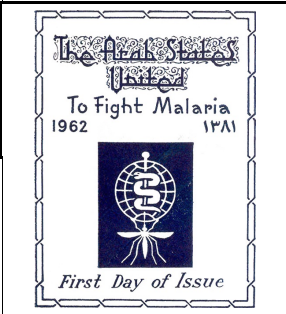 The Arab States
United
To Fight Malaria
1962 ١٣٨١
First Day of Issue